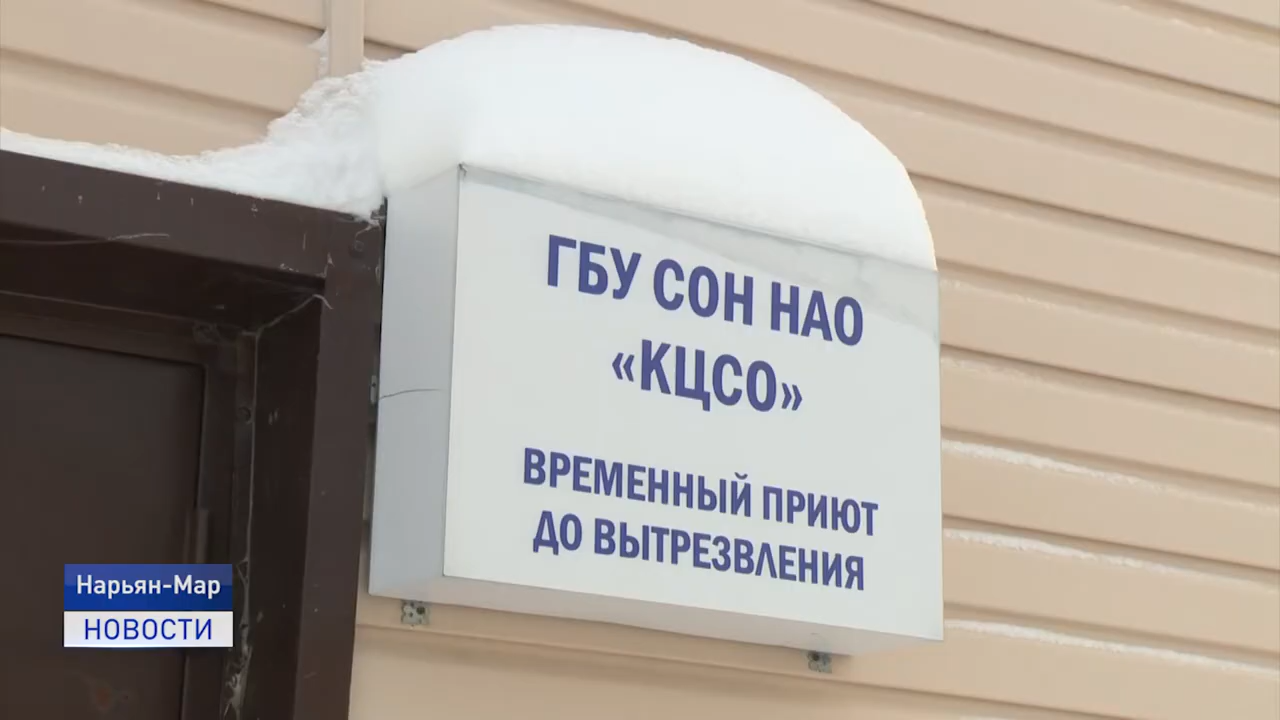 ГБУ СОН НАО
«КЦСО»
ВРЕМЕННЫЙ ПРИЮТ
ДО ВЫТРЕЗВЛЕНИЯ
Нарьян-Мар
НОВОСТИ